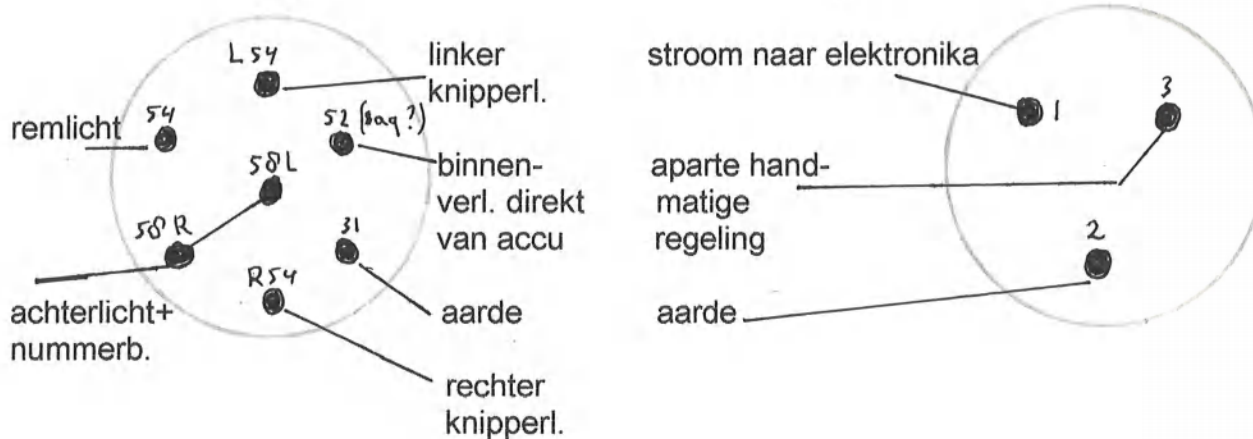 L54
linker
knipperl.
54
remlicht
52 (saq?)
binnen-
verl. direkt
van accu
58L
58R
achterlicht+
nummerb.
31
aarde
R54
rechter
knipperl.
stroom naar elektronika
1
3
aparte hand-
matige
regeling
2
aarde